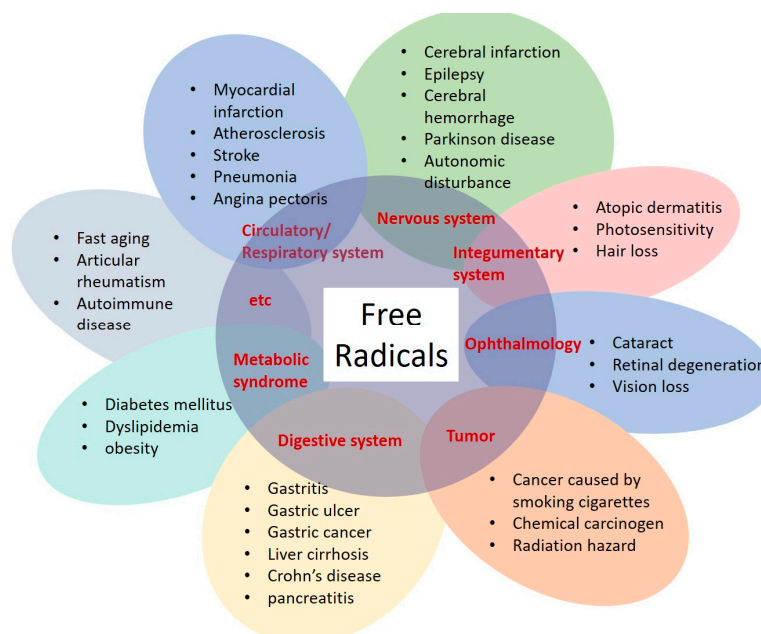 • Myocardial
infarction
• Atherosclerosis
• Stroke
• Pneumonia
• Angina pectoris
Circulatory/
Respiratory system
• Cerebral infarction
• Epilepsy
• Cerebral
hemorrhage
• Parkinson disease
• Autonomic
disturbance
Nervous system
• Atopic dermatitis
• Photosensitivity
• Hair loss
Integumentary
system
• Fast aging
• Articular
rheumatism
• Autoimmune
disease
etc
Free
Radicals
Ophthalmology
• Cataract
• Retinal degeneration
• Vision loss
Metabolic
syndrome
• Diabetes mellitus
• Dyslipidemia
• obesity
Digestive system
• Gastritis
• Gastric ulcer
• Gastric cancer
• Liver cirrhosis
• Crohn’s disease
• pancreatitis
Tumor
• Cancer caused by
smoking cigarettes
• Chemical carcinogen
• Radiation hazard